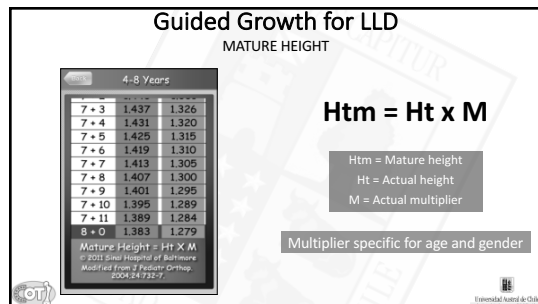 Guided Growth for LLD
MATURE HEIGHT
4-8 Years
7 + 3 1,437 1,326
7 + 4 1,431 1,320
7 + 5 1,425 1,315
7 + 6 1,419 1,310
7 + 7 1,413 1,305
7 + 8 1,407 1,300
7 + 9 1,401 1,295
7 + 10 1,395 1,289
7 + 11 1,389 1,284
8 + 0 1,383 1,279
Mature Height = Ht X M
© 2011 Sinai Hospital of Baltimore
Modified from J Pediatr Orthop.
2004;24:732-7.
Htm = Ht x M
Htm = Mature height
Ht = Actual height
M = Actual multiplier
Multiplier specific for age and gender
COT
Universidad Austral de Chile